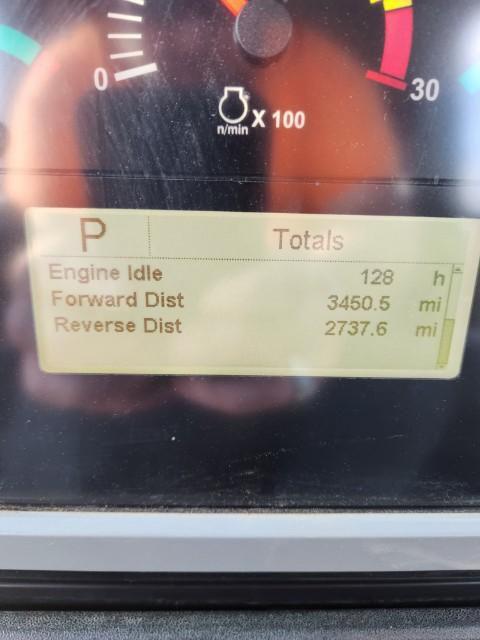 0
30
n/min X 100
P Totals
Engine Idle 128 h
Forward Dist 3450.5 mi
Reverse Dist 2737.6 mi